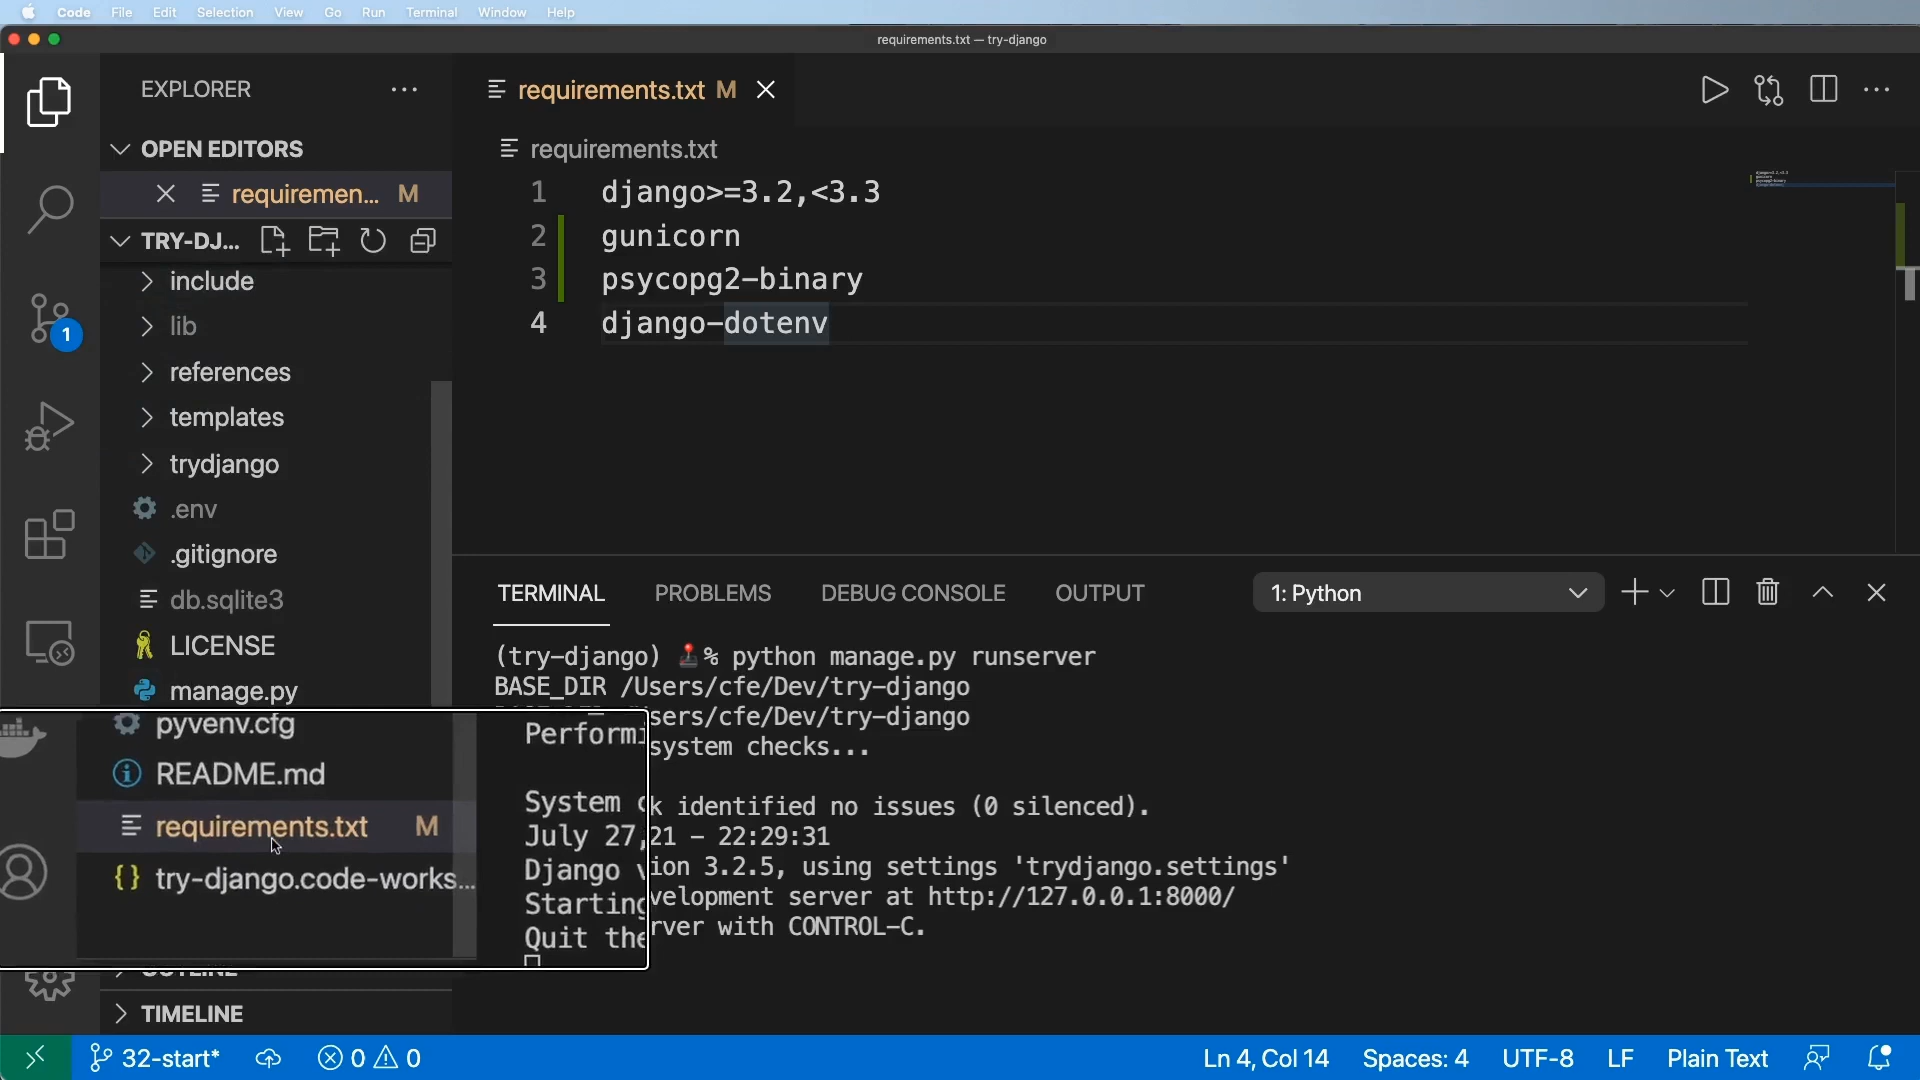 Code File Edit Selection View Go Run Terminal Window Help
requirements.txt — try-django
EXPLORER
OPEN EDITORS
requiremen... M
TRY-DJ...
include
lib
references
templates
trydjango
.env
.gitignore
db.sqlite3
LICENSE
manage.py
pyvenv.cfg
README.md
requirements.txt M
try-django.code-works...
OUTLINE
TIMELINE
1
requirements.txt M
requirements.txt
1 django>=3.2,<3.3
2 gunicorn
3 psycopg2-binary
4 django-dotenv
TERMINAL PROBLEMS DEBUG CONSOLE OUTPUT 1: Python
(try-django) % python manage.py runserver
BASE_DIR /Users/cfe/Dev/try-django
sers/cfe/Dev/try-django
Performi system checks...
System c k identified no issues (0 silenced).
July 27, 21 - 22:29:31
Django v ion 3.2.5, using settings 'trydjango.settings'
Starting velopment server at http://127.0.0.1:8000/
Quit the rver with CONTROL-C.
32-start* 0 0 Ln 4, Col 14 Spaces: 4 UTF-8 LF Plain Text